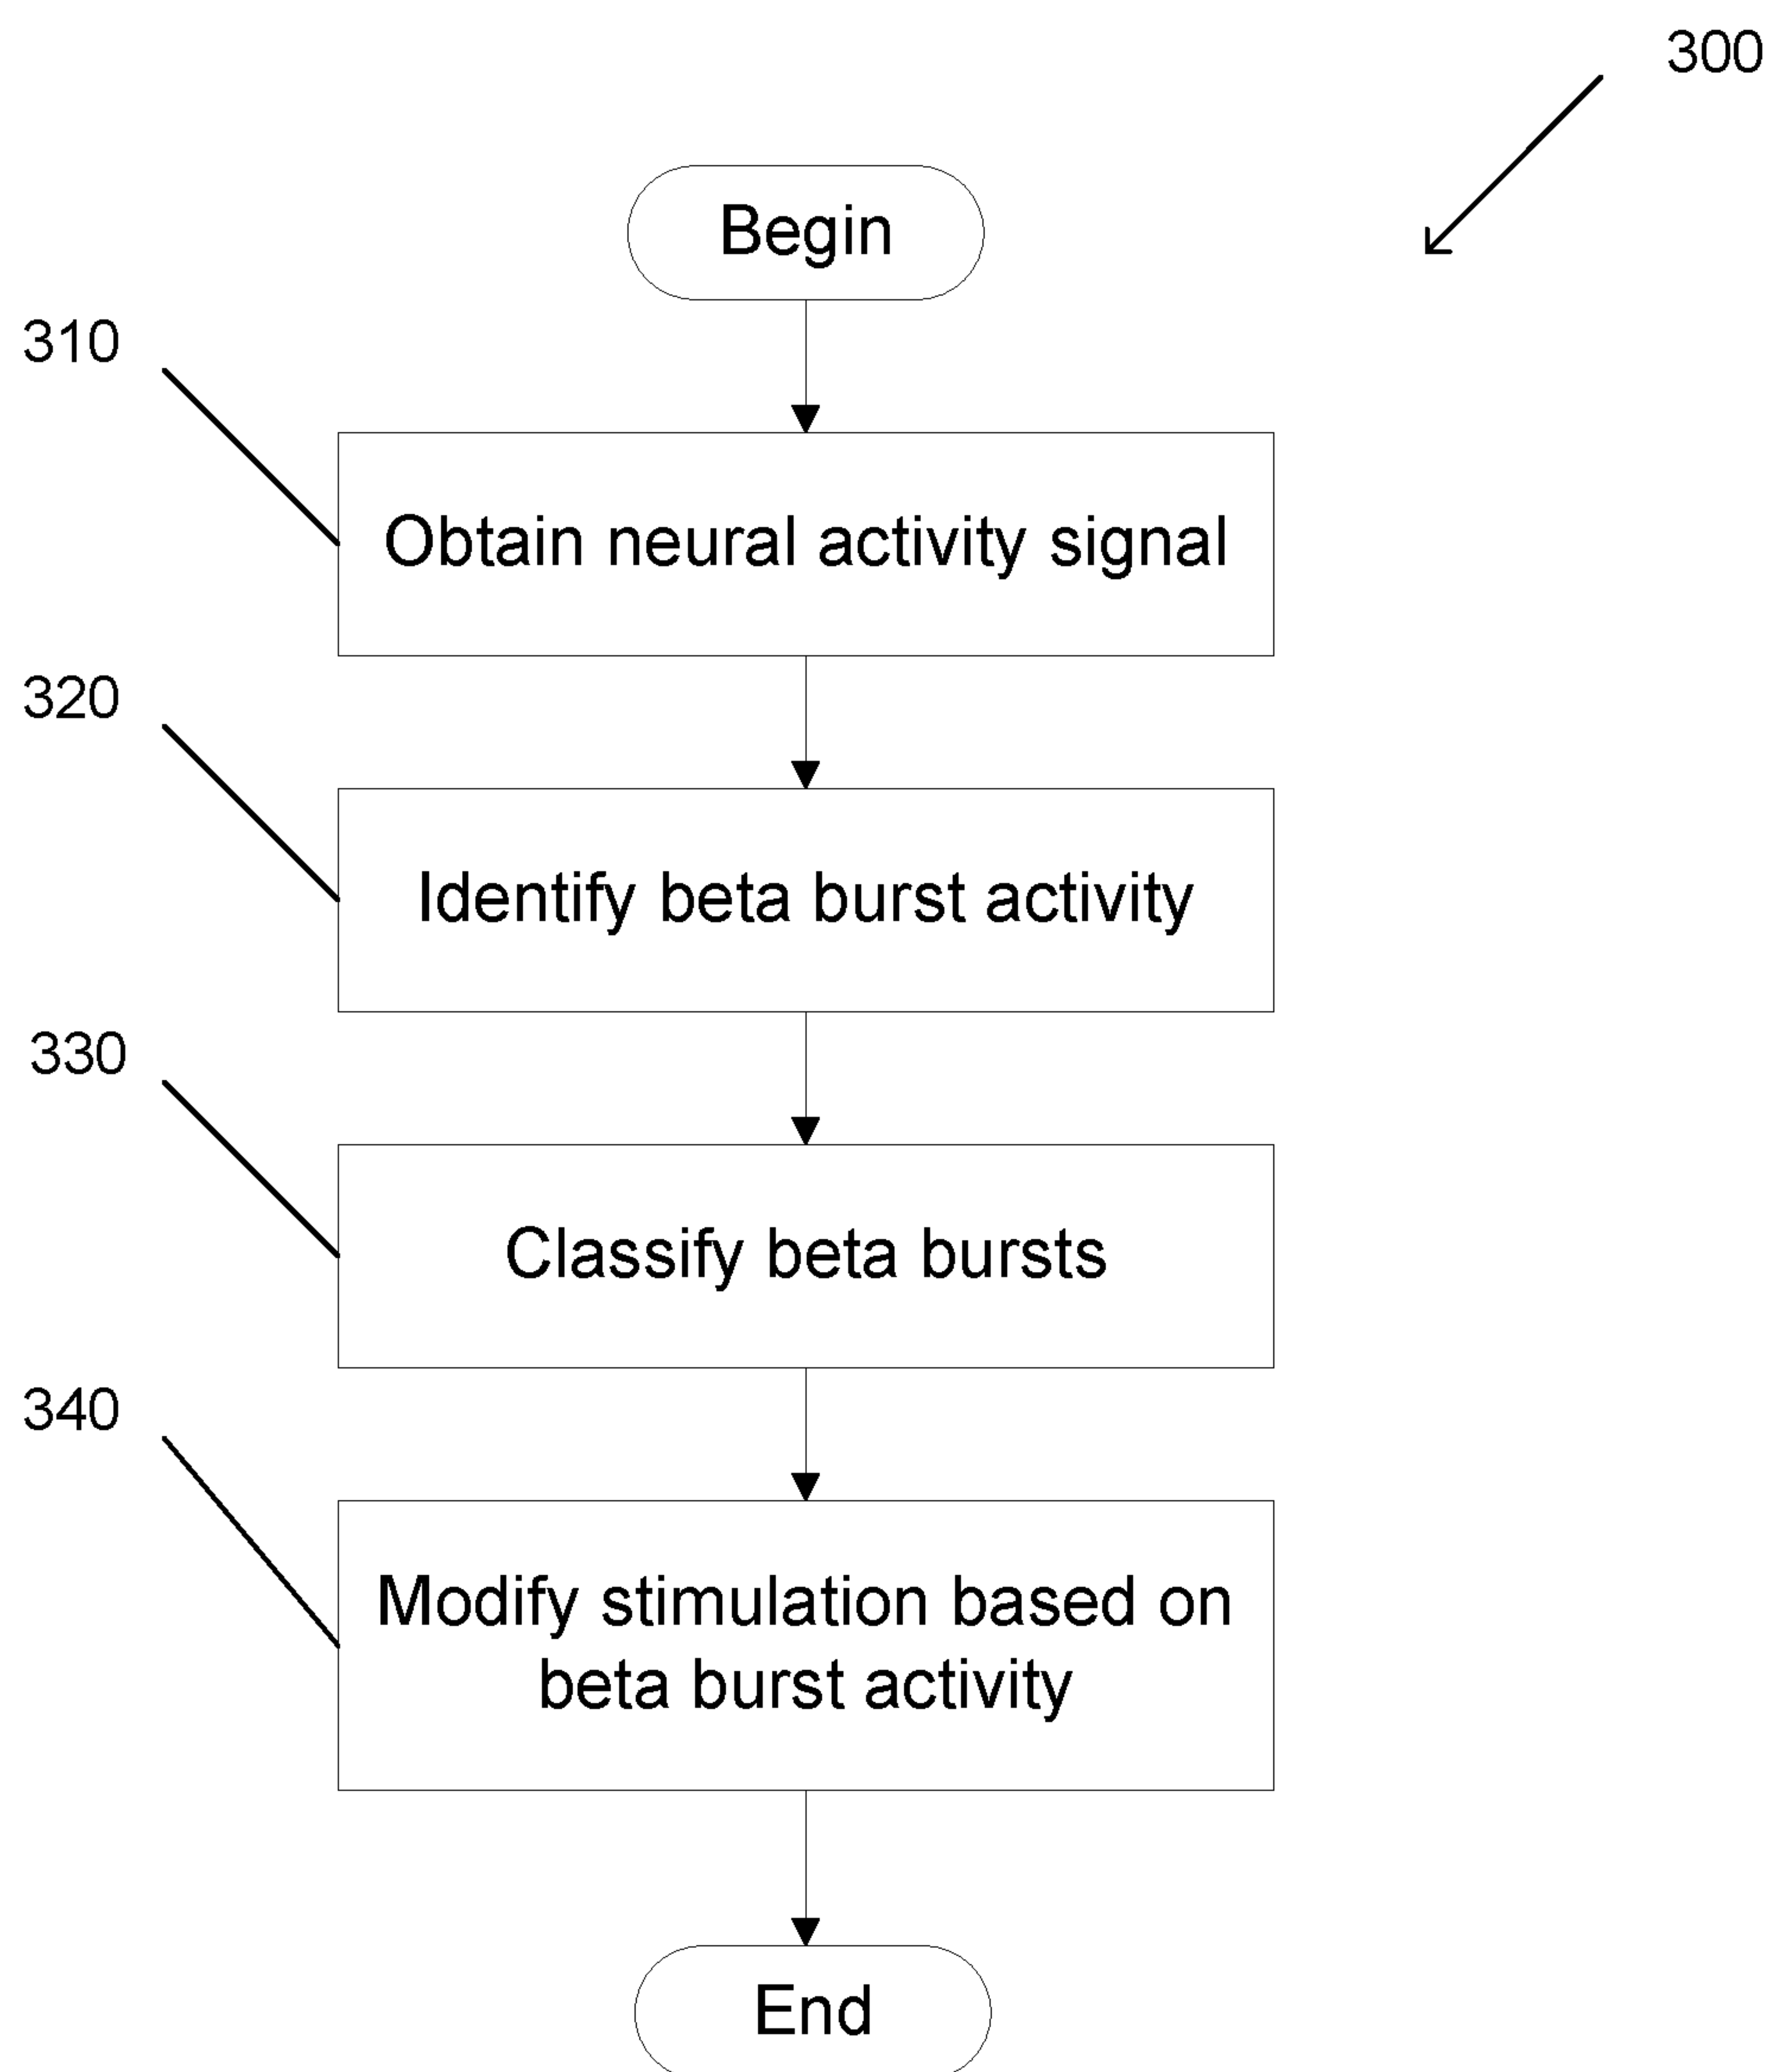 300
Begin
310
Obtain neural activity signal
320
Identify beta burst activity
330
Classify beta bursts
340
Modify stimulation based on
beta burst activity
End